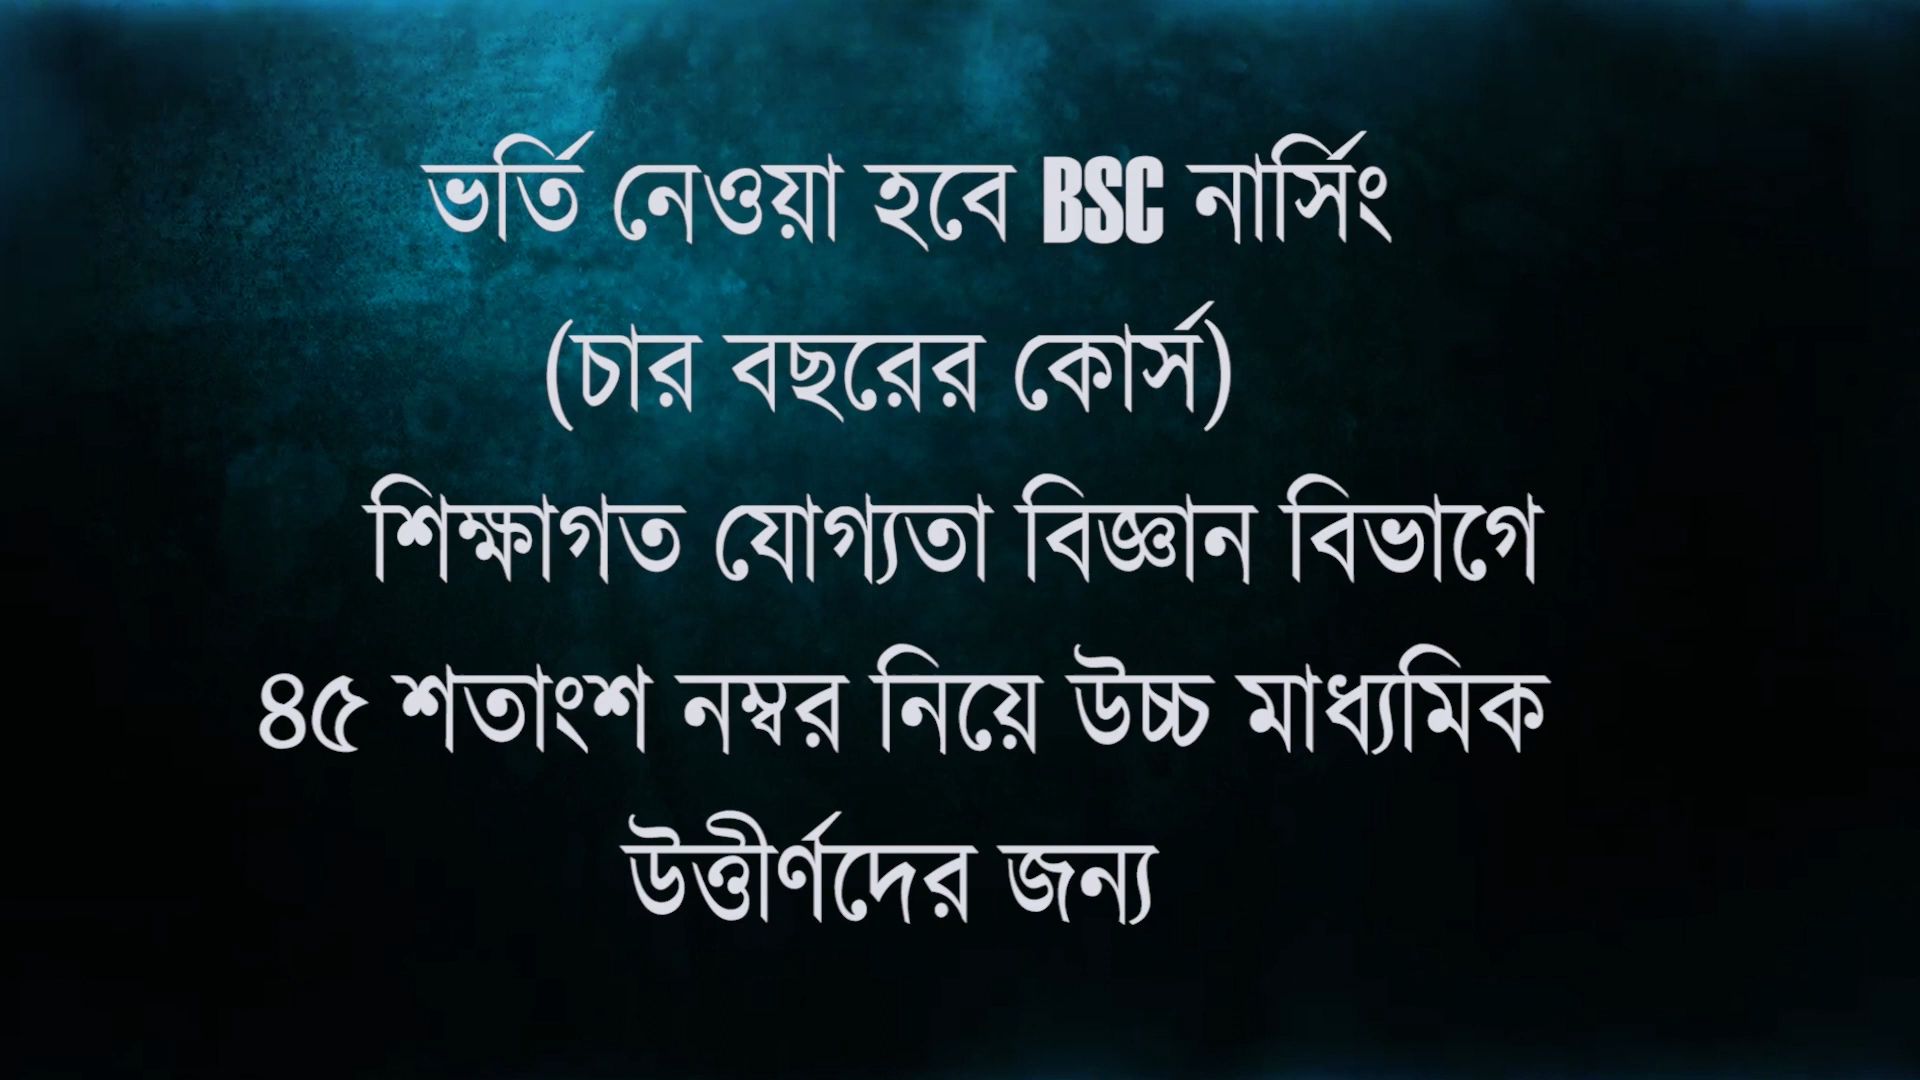 ভর্তি নেওয়া হবে BSC নার্সিং
(চার বছরের কোর্স)
শিক্ষাগত যোগ্যতা বিজ্ঞান বিভাগে
৪৫ শতাংশ নম্বর নিয়ে উচ্চ মাধ্যমিক
উত্তীর্ণদের জন্য